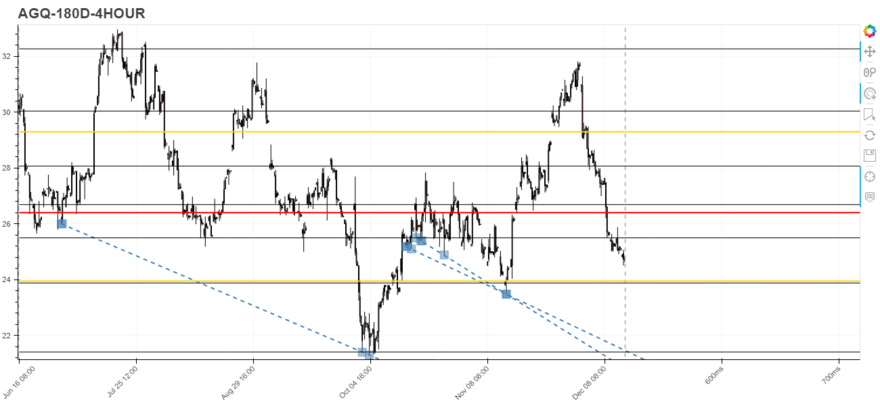 AGQ-180D-4HOUR
32
30
28
26
24
22
Jun 16 08:00
Jul 25 12:00
Aug 29 16:00
Oct 04 16:00
Nov 08 08:00
Dec 08 08:00
600ms
700ms